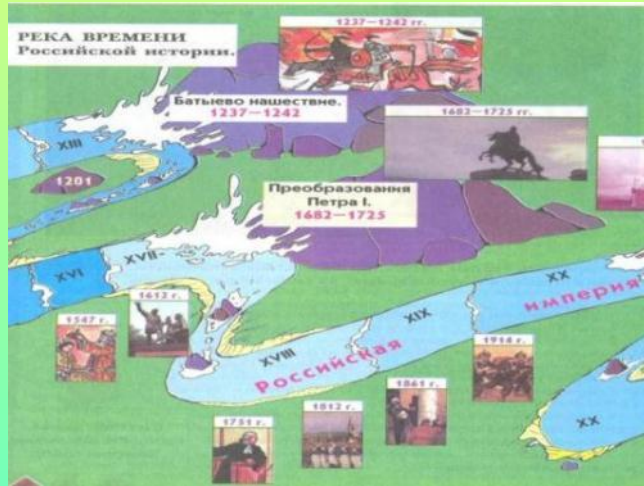 РЕКА ВРЕМЕНИ
Российской истории.
1237—1242 гг.
Батыево нашествие.
1237—1242
1682—1725 гг.
XIII
1201
Преобразования
Петра I.
1682—1725
XVI
XVII
1547 г.
1612 г.
XVIII
XIX
XX
Российская
империя
1751 г.
1812 г.
1861 г.
1914 г.
XX